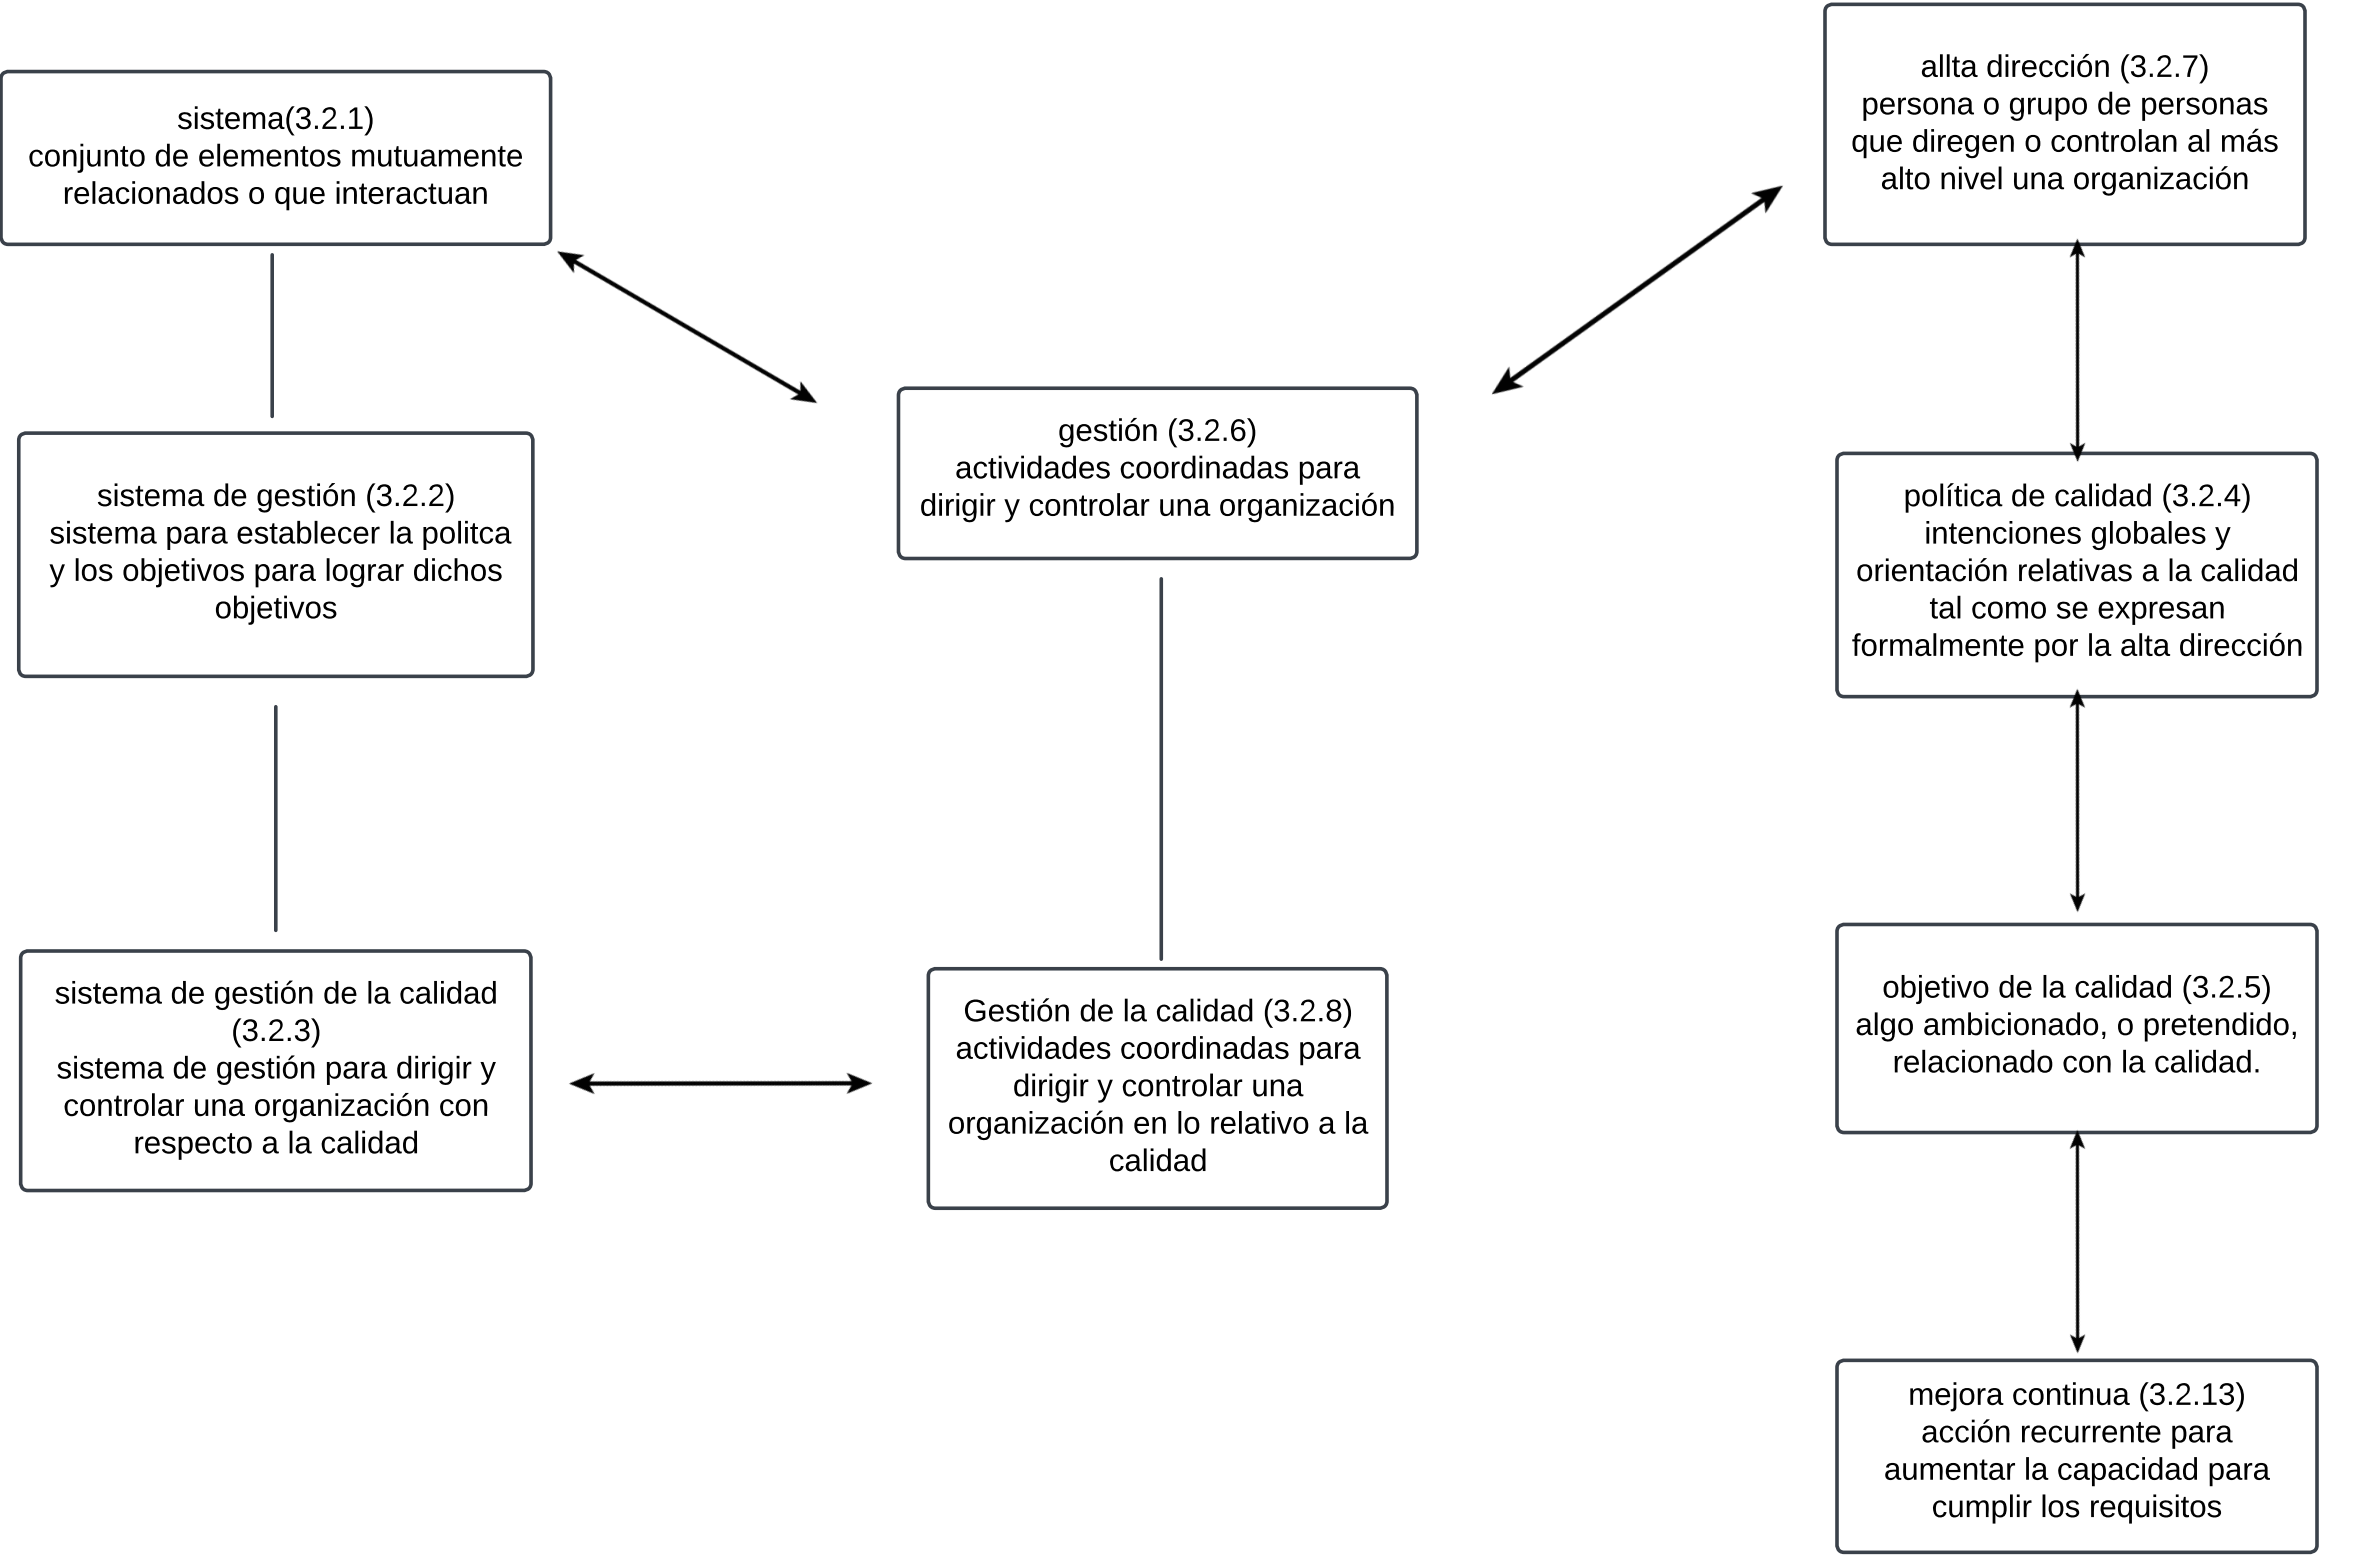 sistema(3.2.1)
conjunto de elementos mutuamente
relacionados o que interactuan
sistema de gestión (3.2.2)
sistema para establecer la politca
y los objetivos para lograr dichos
objetivos
sistema de gestión de la calidad
(3.2.3)
sistema de gestión para dirigir y
controlar una organización con
respecto a la calidad
gestión (3.2.6)
actividades coordinadas para
dirigir y controlar una organización
Gestión de la calidad (3.2.8)
actividades coordinadas para
dirigir y controlar una
organización en lo relativo a la
calidad
allta dirección (3.2.7)
persona o grupo de personas
que diregen o controlan al más
alto nivel una organización
política de calidad (3.2.4)
intenciones globales y
orientación relativas a la calidad
tal como se expresan
formalmente por la alta dirección
objetivo de la calidad (3.2.5)
algo ambicionado, o pretendido,
relacionado con la calidad.
mejora continua (3.2.13)
acción recurrente para
aumentar la capacidad para
cumplir los requisitos